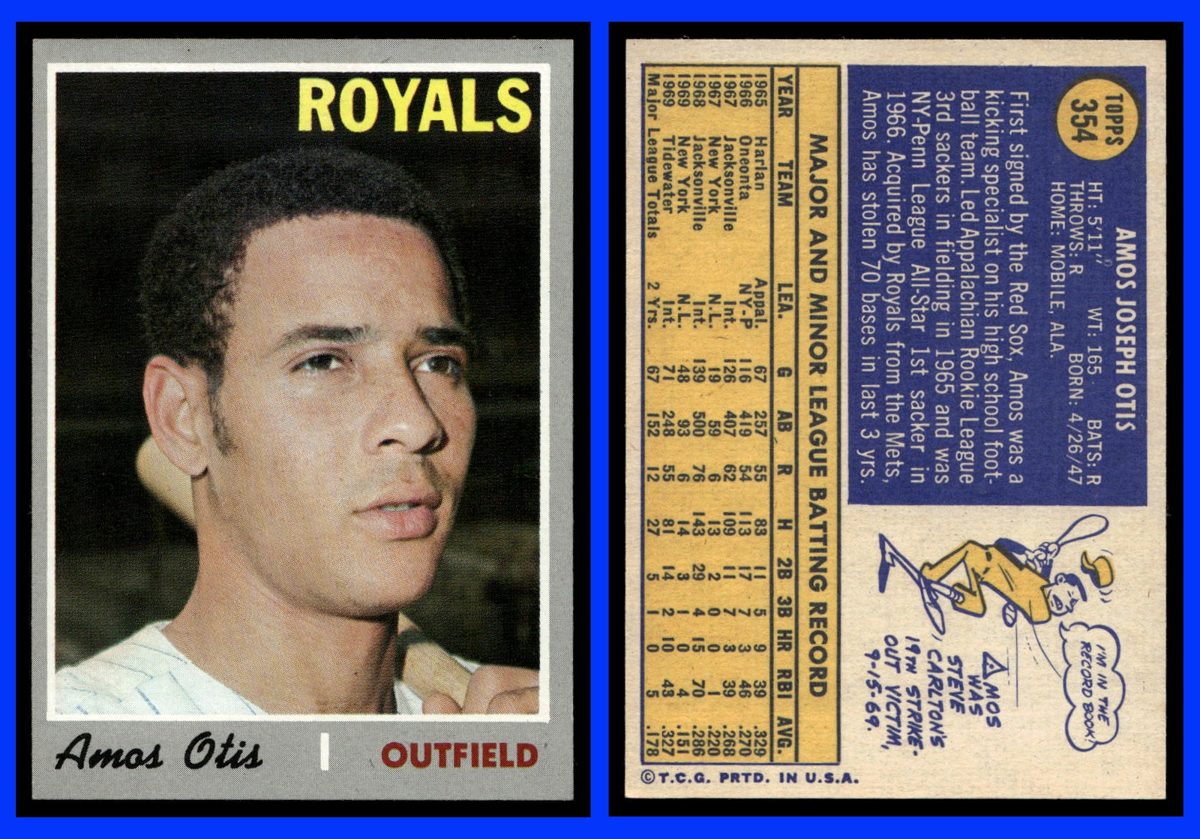 ROYALS
Amos Otis | OUTFIELD
TOPPS
354
AMOS JOSEPH OTIS
HT: 5'11" WT: 165 BATS: R
THROWS: R BORN: 4/26/47
HOME: MOBILE, ALA
First signed by the Red Sox, Amos was a
kicking specialist on his high school foot-
ball team. Led Appalachian Rookie League
3rd sackers in fielding in 1965 and was
NY-Penn League All-Star 1st sacker in
1966. Acquired by Royals from the Mets,
Amos has stolen 70 bases in last 3 yrs.
I'M IN THE
RECORD BOOK!
AMOS
WAS
STEVE
CARLTON'S
19TH STRIKE-
OUT VICTIM,
9-15-69.
MAJOR AND MINOR LEAGUE BATTING RECORD
YEAR TEAM LEA. G AB R H 2B 3B HR RBI AVG.
1965 Harlan Appal. 67 257 55 83 11 5 9 39 .329
1966 Oneonta NY-P 116 419 54 113 17 7 3 46 .270
1967 Jacksonville Int. 126 407 62 109 11 7 3 39 .268
1967 New York N.L. 19 59 6 13 2 0 0 1 .220
1968 Jacksonville Int. 139 500 76 143 29 4 15 70 .286
1969 New York N.L. 48 93 6 14 3 1 0 4 .151
1969 Tidewater Int. 71 248 55 81 14 2 10 43 .327
Major League Totals 2 Yrs. 67 152 12 27 5 1 0 5 .178
©T.C.G. PRTD. IN U.S.A.